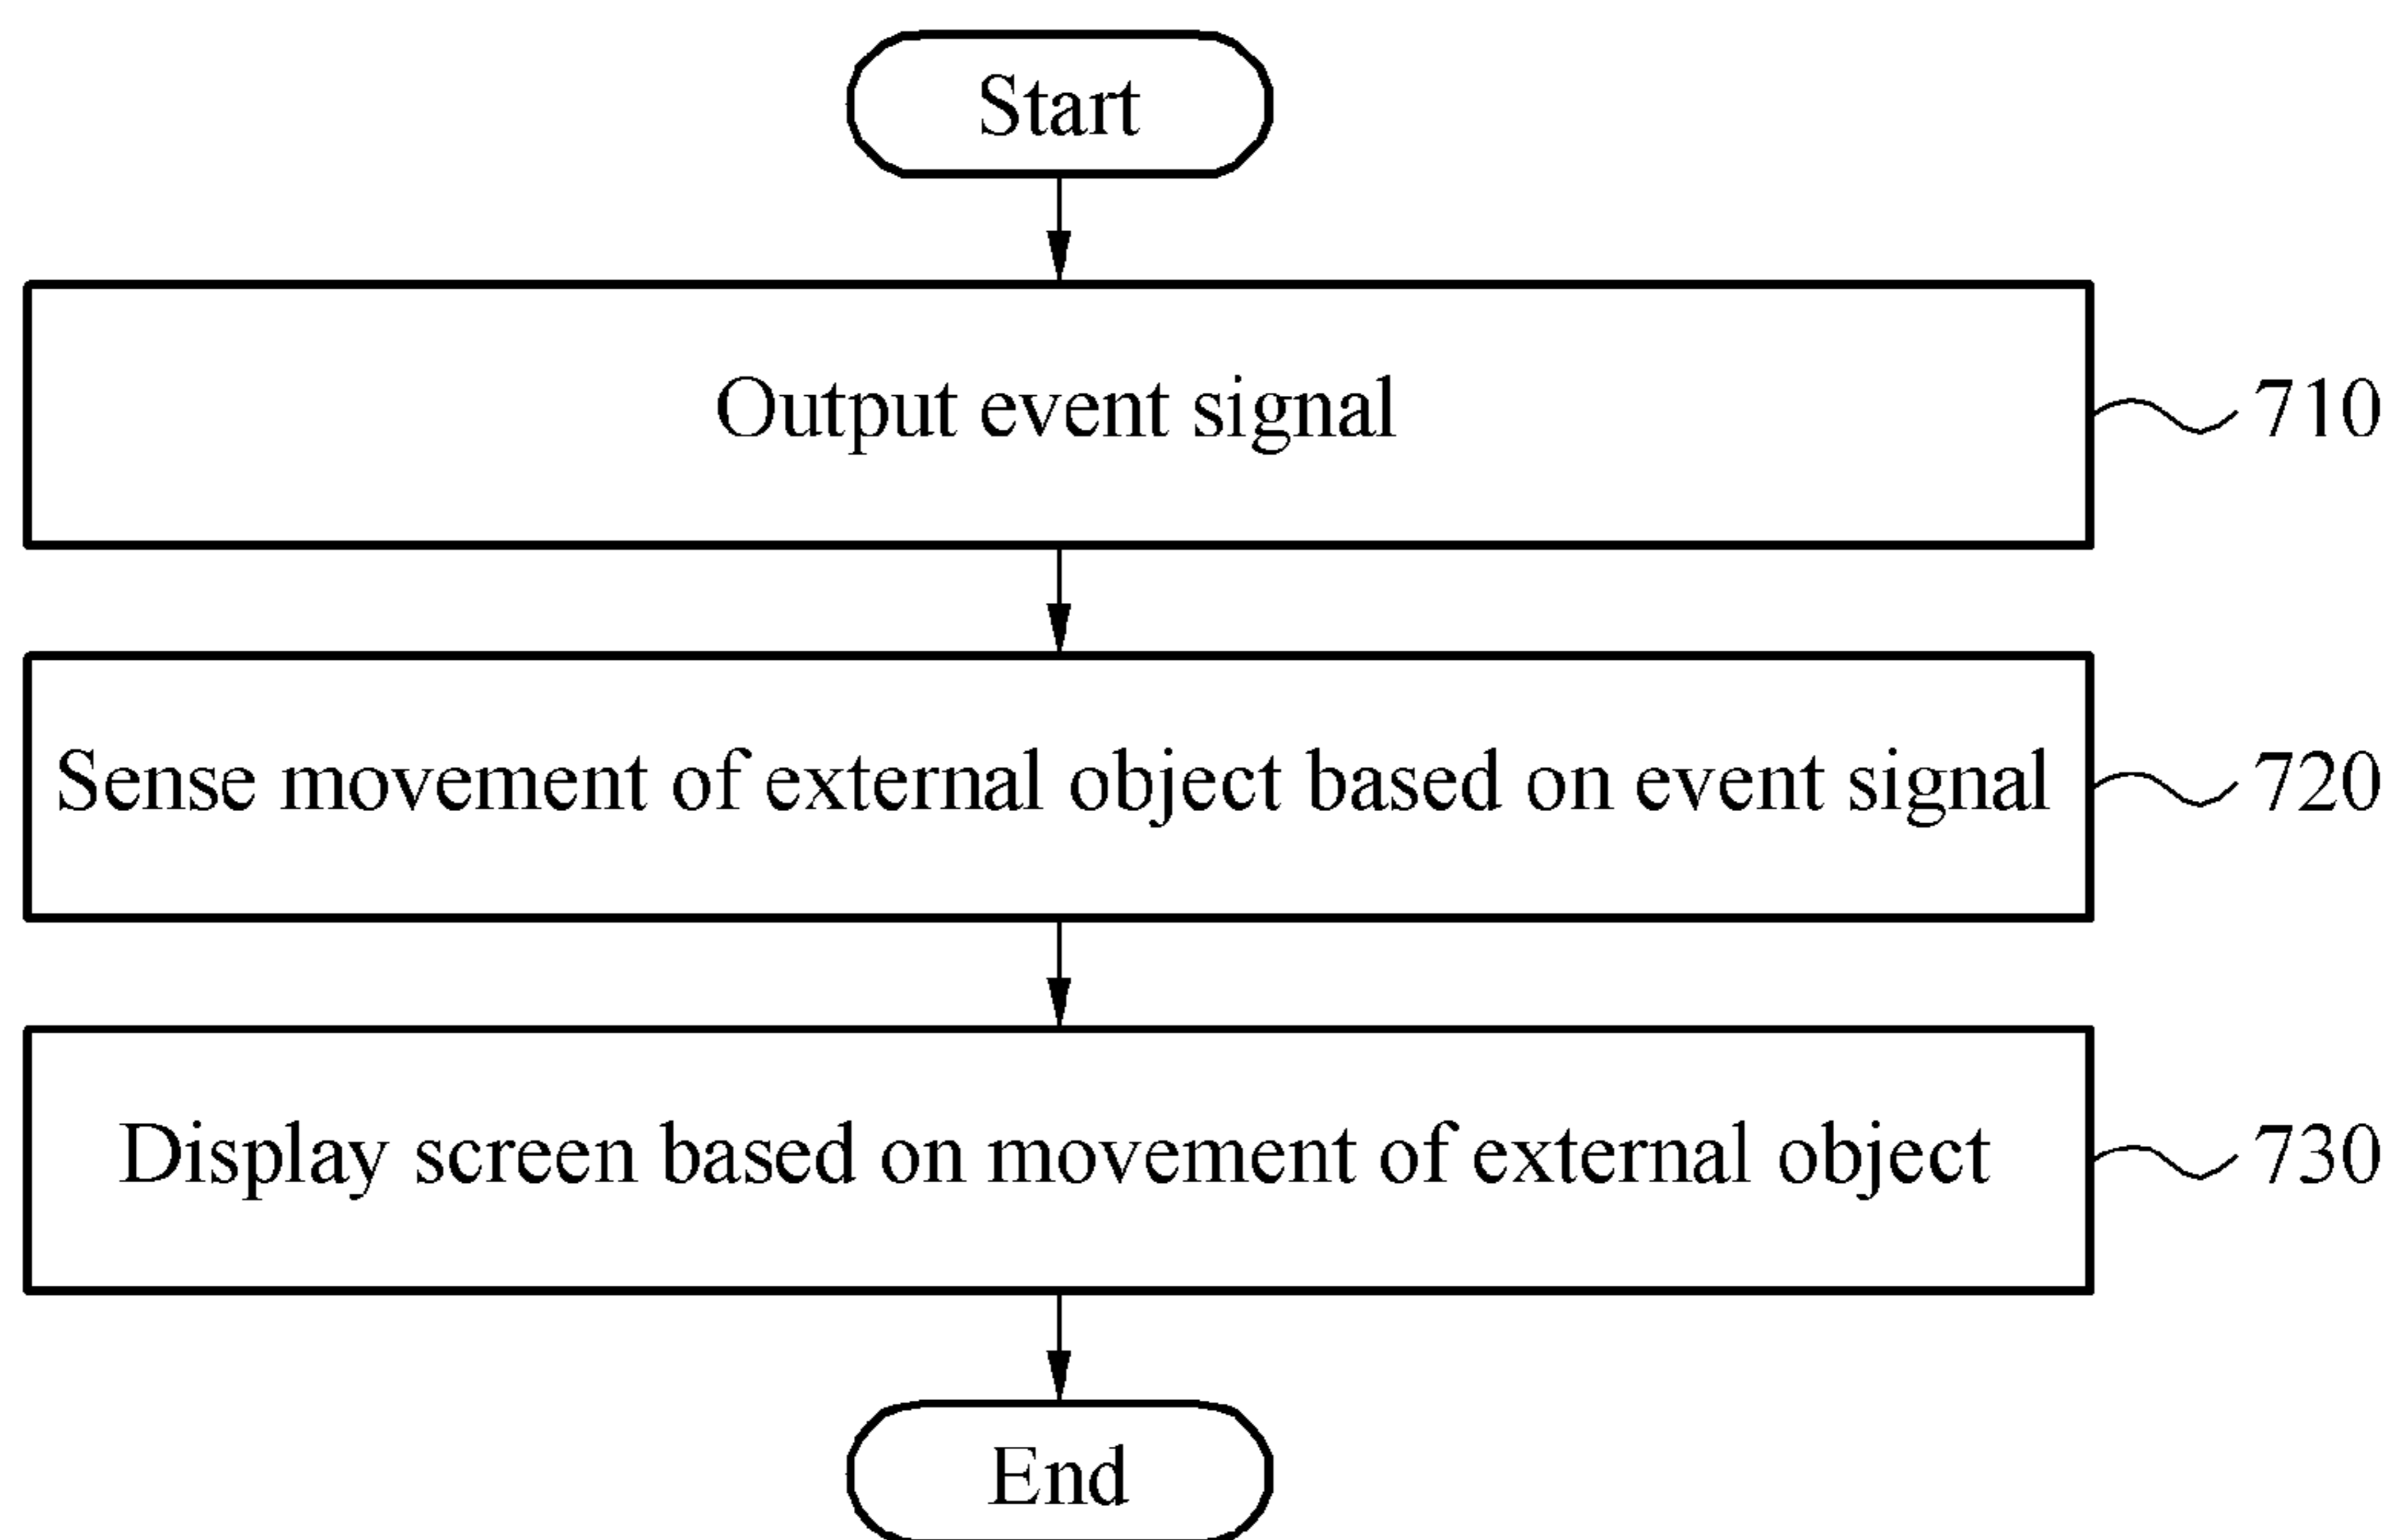 Start
Output event signal
710
Sense movement of external object based on event signal
720
Display screen based on movement of external object
730
End